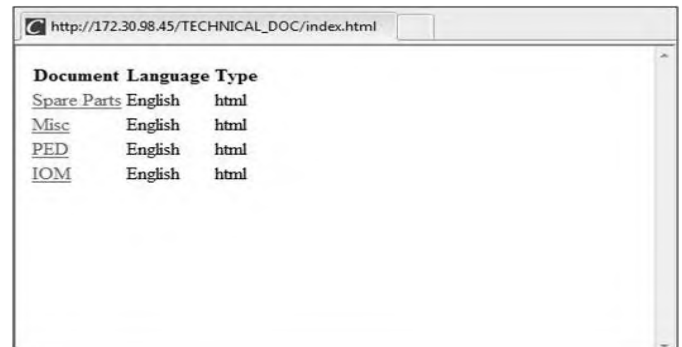 http://172.30.98.45/TECHNICAL_DOC/index.html
Document Language Type
Spare Parts English html
Misc English html
PED English html
IOM English html